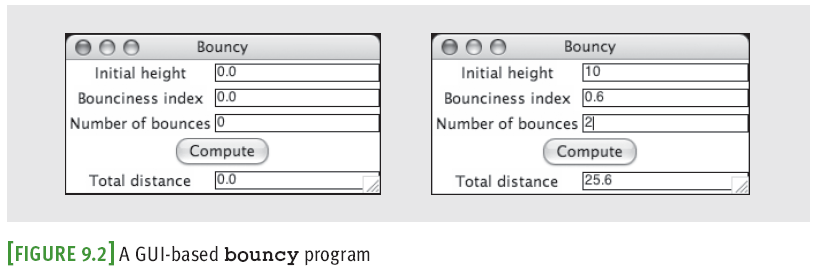 Bouncy
Initial height 0.0
Bounciness index 0.0
Number of bounces 0
Compute
Total distance 0.0
Bouncy
Initial height 10
Bounciness index 0.6
Number of bounces 2
Compute
Total distance 25.6
[FIGURE 9.2] A GUI-based bouncy program